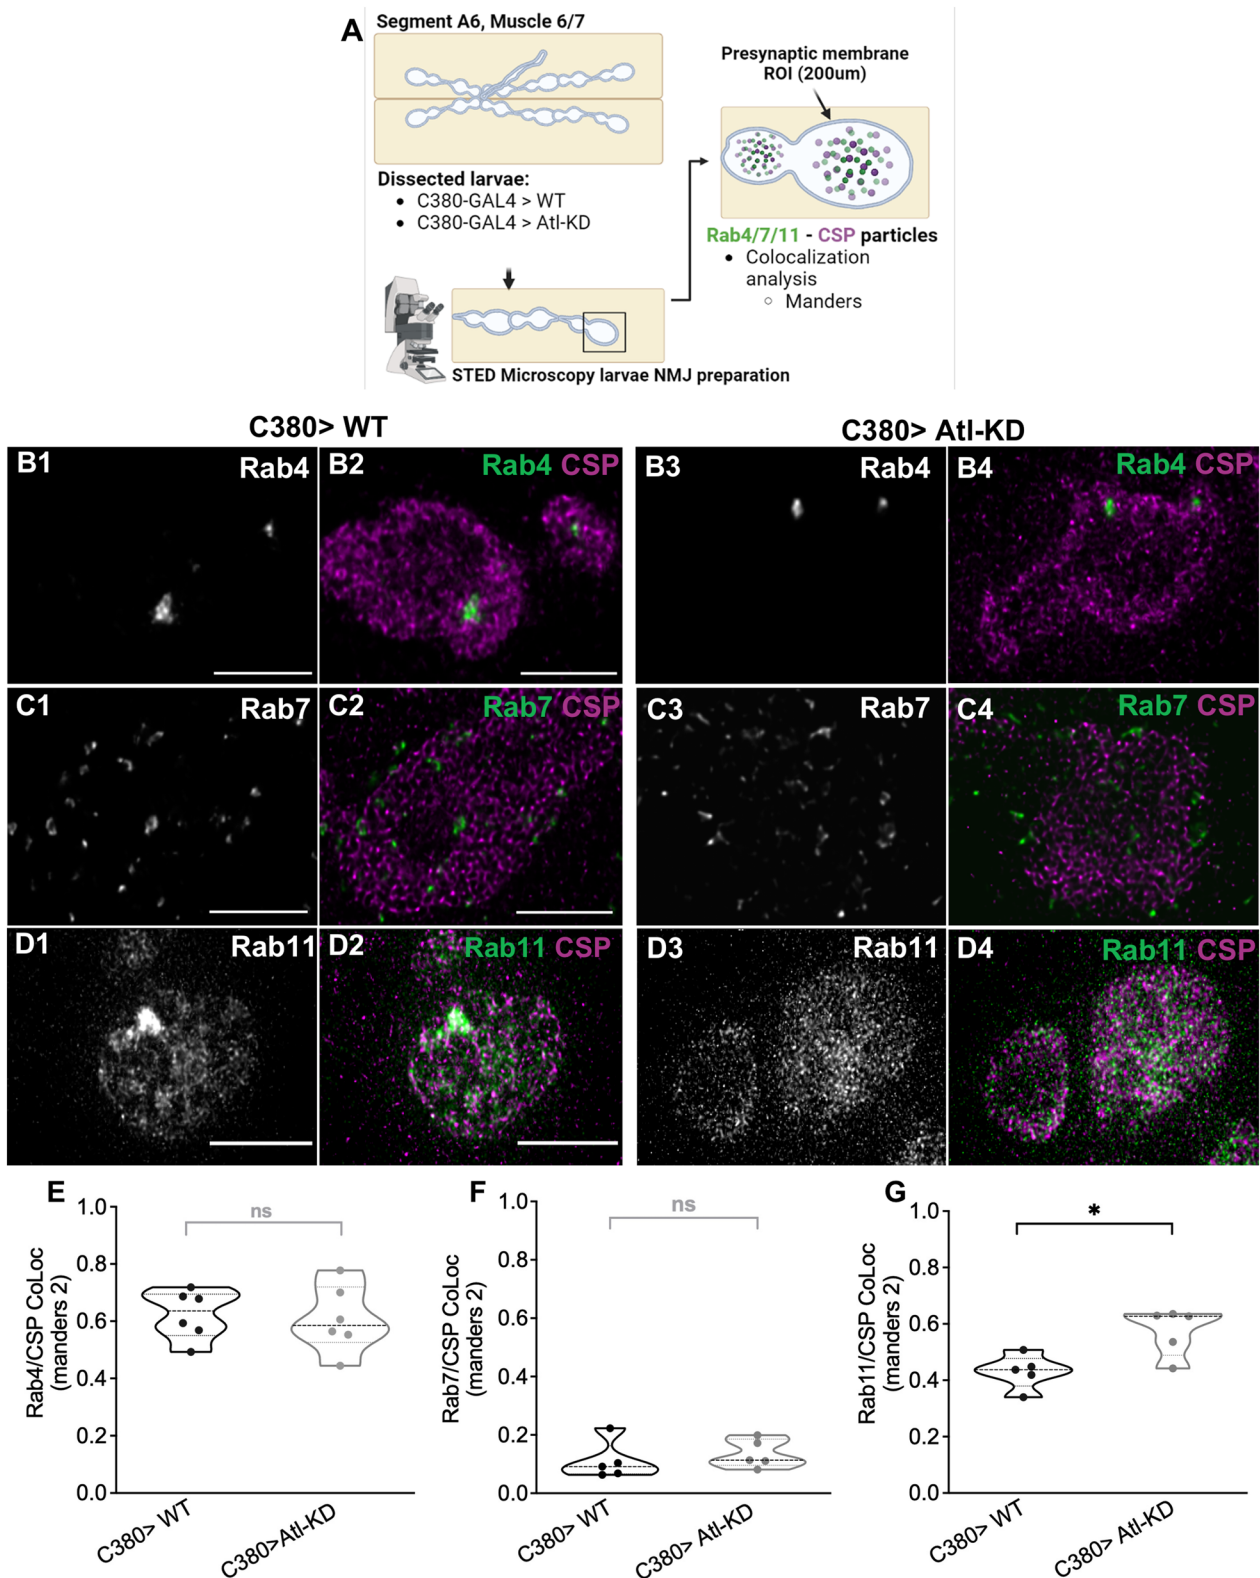 A
Segment A6, Muscle 6/7
Dissected larvae:
• C380-GAL4 > WT
• C380-GAL4 > Atl-KD
STED Microscopy larvae NMJ preparation
Presynaptic membrane
ROI (200um)
Rab4/7/11 - CSP particles
• Colocalization
analysis
○ Manders
C380> WT
C380> Atl-KD
B1 Rab4
B2 Rab4 CSP
B3 Rab4
B4 Rab4 CSP
C1 Rab7
C2 Rab7 CSP
C3 Rab7
C4 Rab7 CSP
D1 Rab11
D2 Rab11 CSP
D3 Rab11
D4 Rab11 CSP
E
Rab4/CSP CoLoc
(manders 2)
1.0
0.8
0.6
0.4
0.2
0.0
ns
C380> WT
C380>Atl-KD
F
Rab7/CSP CoLoc
(manders 2)
1.0
0.8
0.6
0.4
0.2
0.0
ns
C380> WT
C380> Atl-KD
G
Rab11/CSP CoLoc
(manders 2)
1.0
0.8
0.6
0.4
0.2
0.0
*
C380> WT
C380> Atl-KD